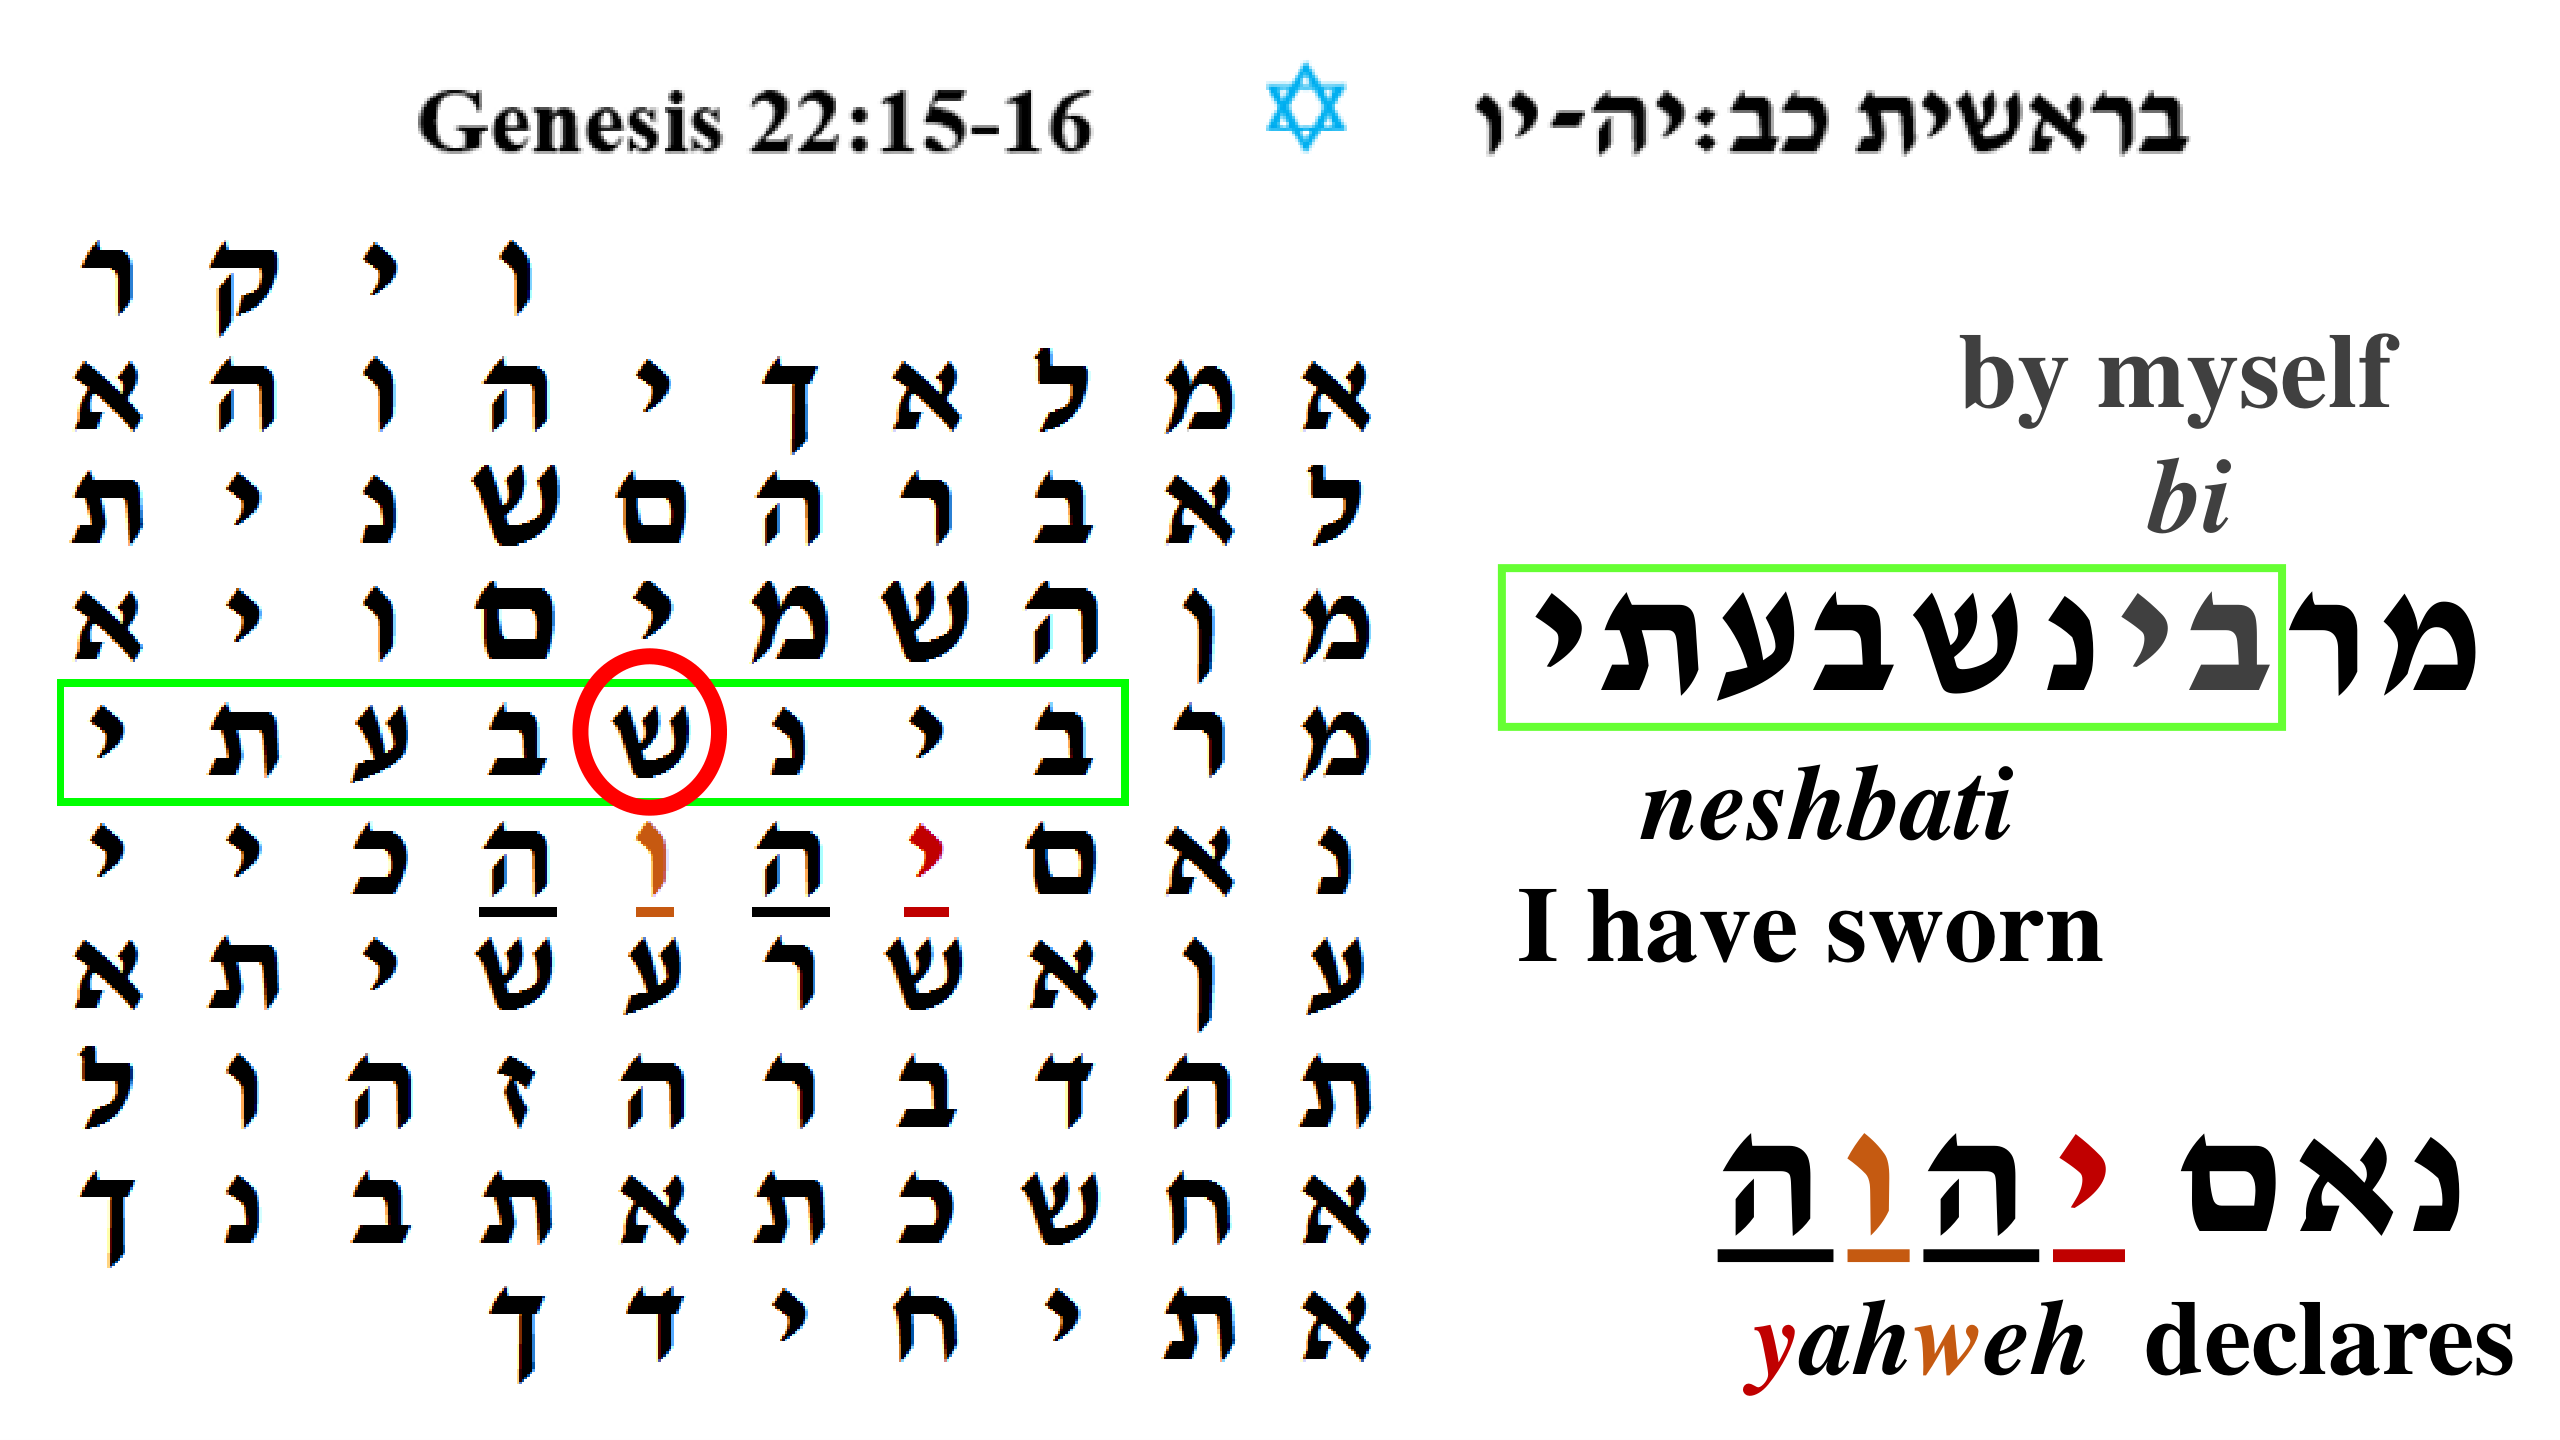 Genesis 22:15-16 ✡ בראשית כב:יה-יו
ו י ק ר
א מ ל א ך י ה ו ה א
ל א ב ר ה ם ש נ י ת
מ ן ה ש מ י ם ו י א
מ ר ב י נ ש ב ע ת י
נ א ם י ה ו ה כ י י
ע ן א ש ר ע ש י ת א
ת ה ד ב ר ה ז ה ו ל
א ח ש כ ת א ת ב נ ך
א ת י ח י ד ך
by myself
bi
מרבינשבעתי
neshbati
I have sworn
נאם יהוה
yahweh declares